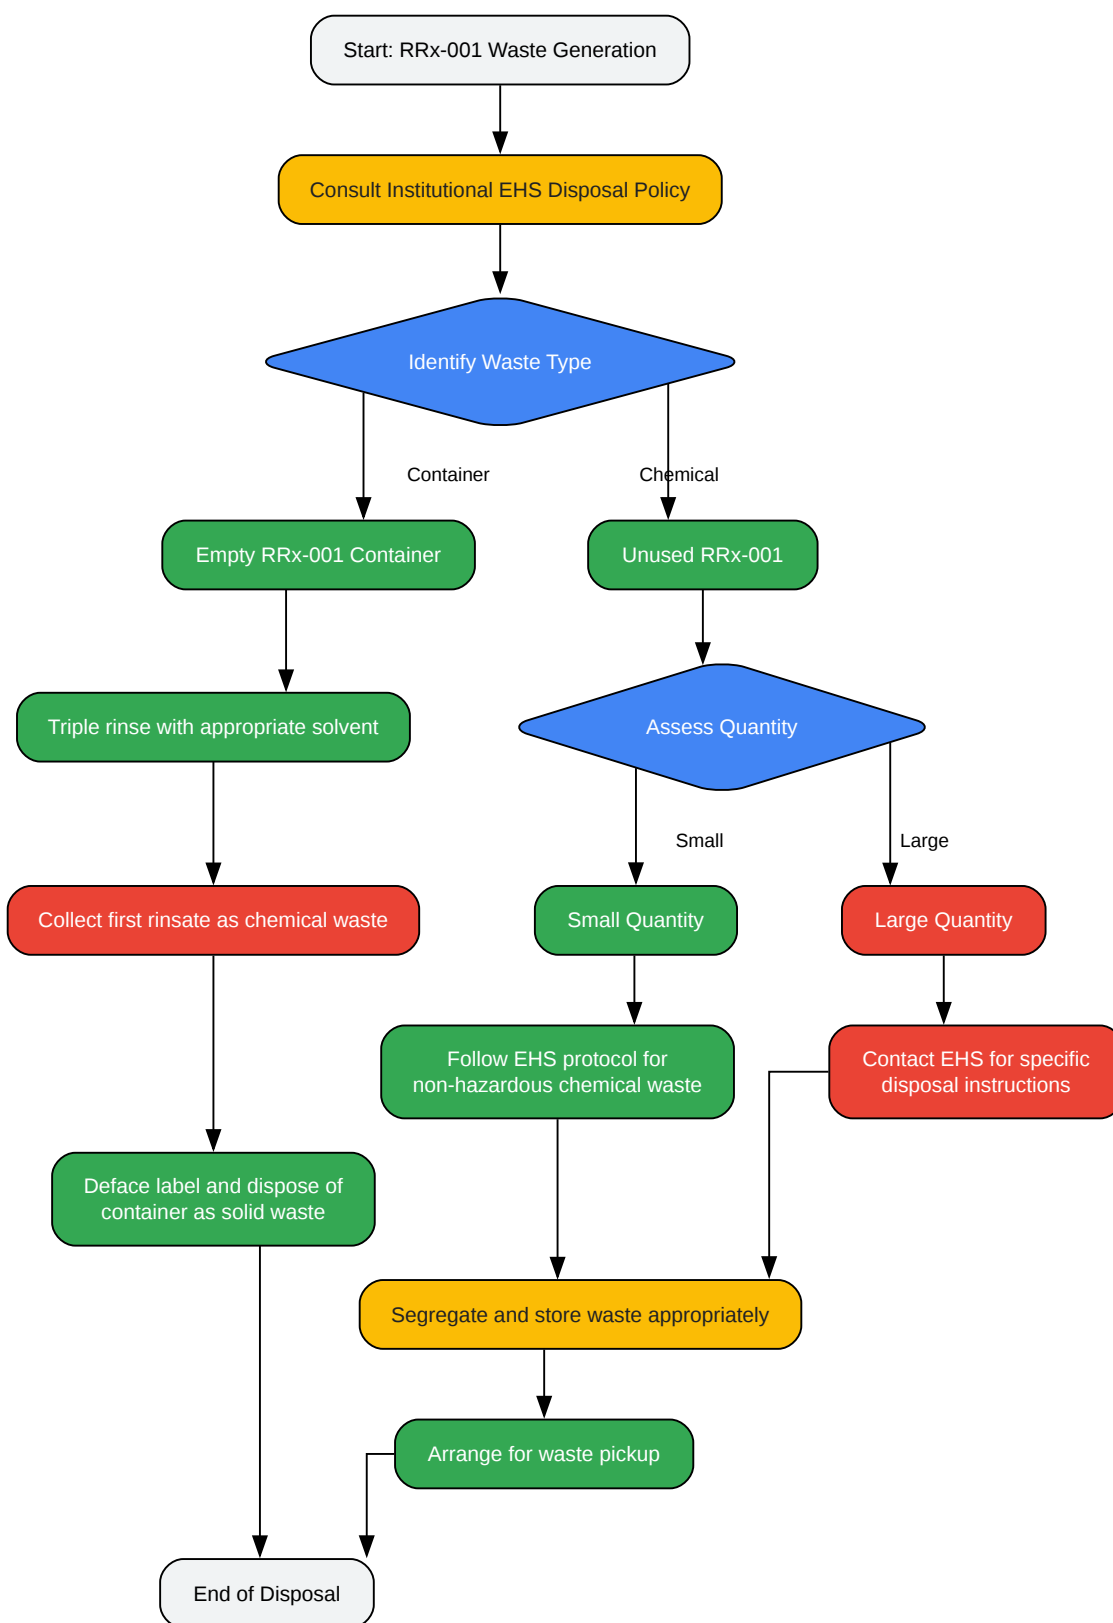 Start: RRx-001 Waste Generation
Consult Institutional EHS Disposal Policy
Identify Waste Type
Container
Chemical
Empty RRx-001 Container
Unused RRx-001
Triple rinse with appropriate solvent
Assess Quantity
Small
Large
Collect first rinsate as chemical waste
Small Quantity
Large Quantity
Follow EHS protocol for
non-hazardous chemical waste
Contact EHS for specific
disposal instructions
Deface label and dispose of
container as solid waste
Segregate and store waste appropriately
Arrange for waste pickup
End of Disposal